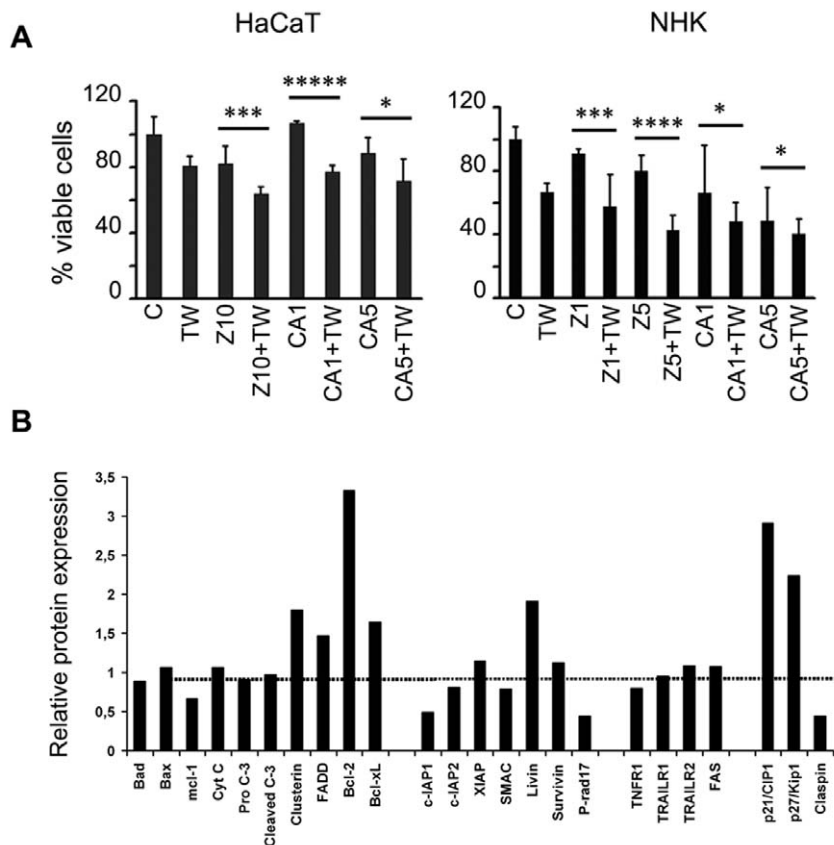 A
HaCaT
NHK
% viable cells
120
80
40
0
***
*****
*
C
TW
Z10
Z10+TW
CA1
CA1+TW
CA5
CA5+TW
120
80
40
0
***
****
*
*
C
TW
Z1
Z1+TW
Z5
Z5+TW
CA1
CA1+TW
CA5
CA5+TW
B
Relative protein expression
3,5
3
2,5
2
1,5
1
0,5
0
Bad
Bax
mcl-1
Cyt C
Pro C-3
Cleaved C-3
Clusterin
FADD
Bcl-2
Bcl-xL
c-IAP1
c-IAP2
XIAP
SMAC
Livin
Survivin
P-rad17
TNFR1
TRAILR1
TRAILR2
FAS
p21/CIP1
p27/Kip1
Claspin